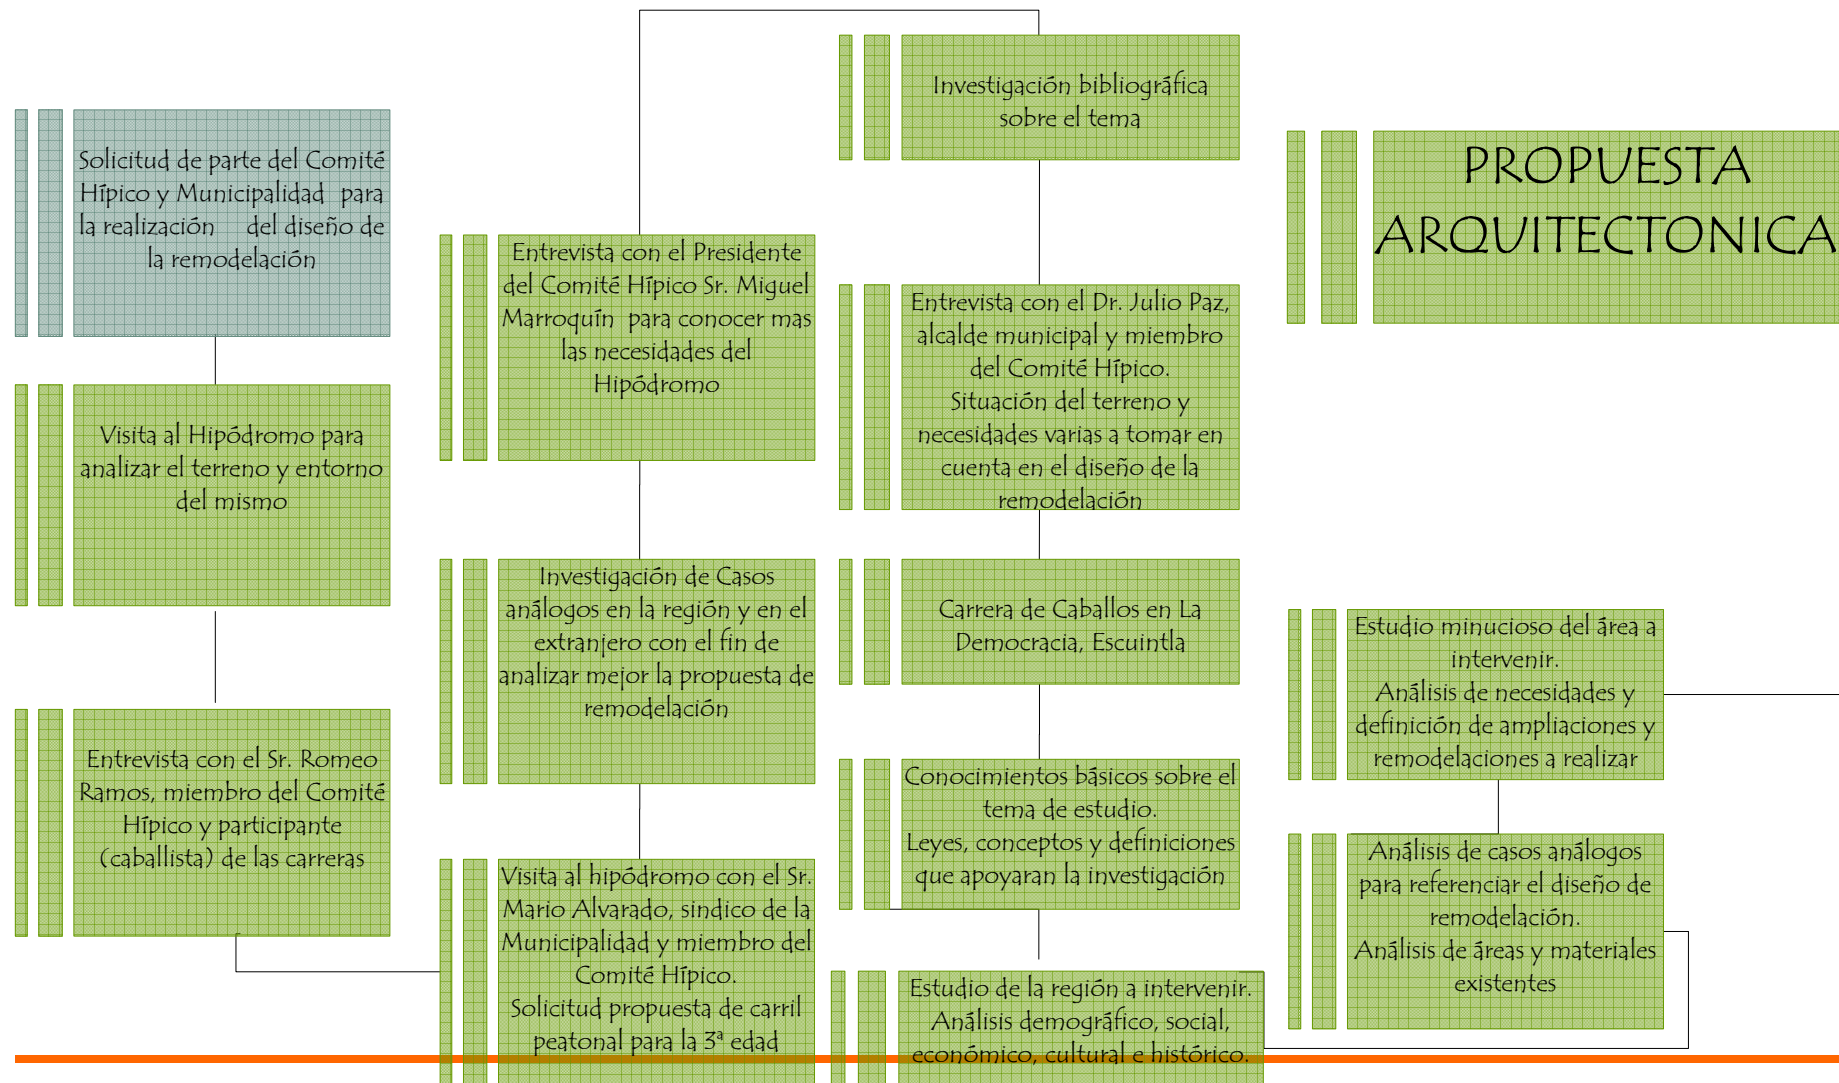 Solicitud de parte del Comité
Hípico y Municipalidad para
la realización del diseño de
la remodelación
Visita al Hipódromo para
analizar el terreno y entorno
del mismo
Entrevista con el Sr. Romeo
Ramos, miembro del Comité
Hípico y participante
(caballista) de las carreras
Visita al hipódromo con el Sr.
Mario Alvarado, sindico de la
Municipalidad y miembro del
Comité Hípico.
Solicitud propuesta de carril
peatonal para la 3ª edad
Investigación de Casos
análogos en la región y en el
extranjero con el fin de
analizar mejor la propuesta de
remodelación
Entrevista con el Presidente
del Comité Hípico Sr. Miguel
Marroquín para conocer mas
las necesidades del
Hipódromo
Investigación bibliográfica
sobre el tema
Entrevista con el Dr. Julio Paz,
alcalde municipal y miembro
del Comité Hípico.
Situación del terreno y
necesidades varias a tomar en
cuenta en el diseño de la
remodelación
Carrera de Caballos en La
Democracia, Escuintla
Conocimientos básicos sobre el
tema de estudio.
Leyes, conceptos y definiciones
que apoyaran la investigación
Estudio de la región a intervenir.
Análisis demográfico, social,
económico, cultural e histórico.
Análisis de casos análogos
para referenciar el diseño de
remodelación.
Análisis de áreas y materiales
existentes
Estudio minucioso del área a
intervenir.
Análisis de necesidades y
definición de ampliaciones y
remodelaciones a realizar
PROPUESTA
ARQUITECTONICA